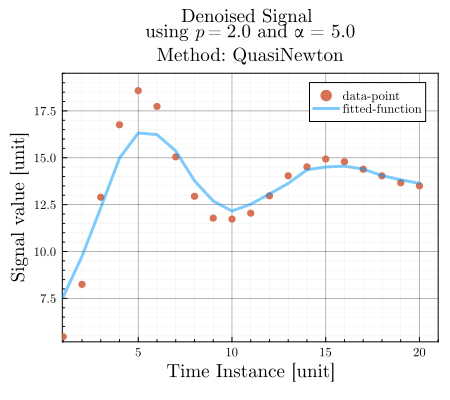 Denoised Signal
using p = 2.0 and α = 5.0
Method: QuasiNewton
data-point
fitted-function
Signal value [unit]
17.5
15.0
12.5
10.0
7.5
5
10
15
20
Time Instance [unit]